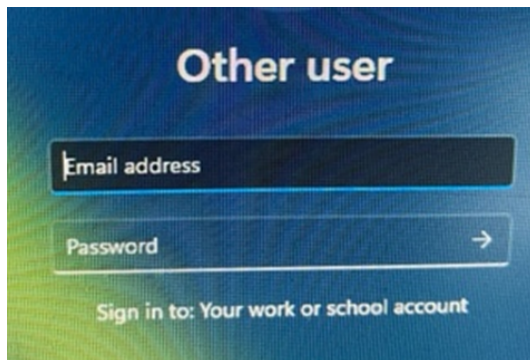 Other user
Email address
Password
Sign in to: Your work or school account